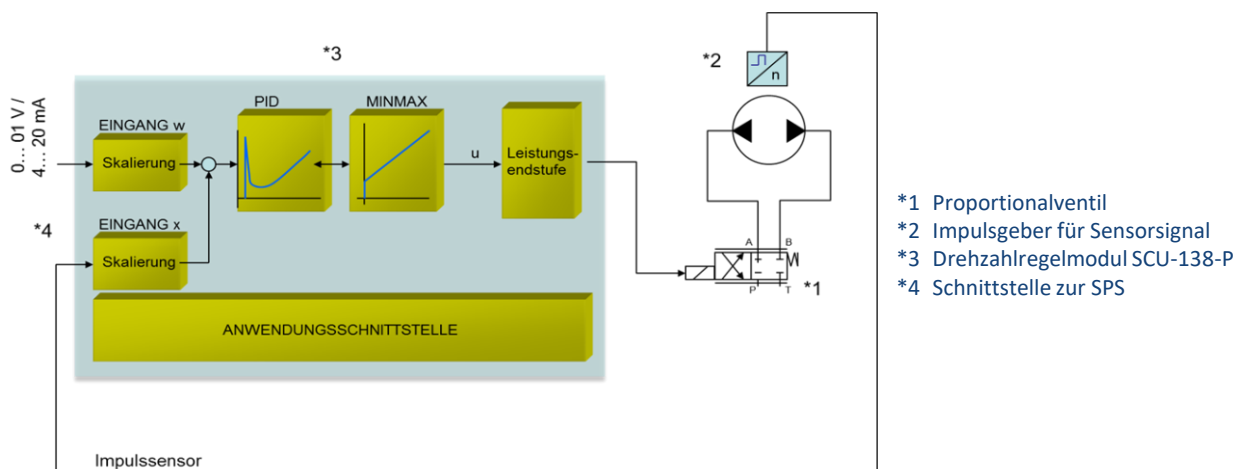 *3
*2
n
0... 01 V /
4... 20 mA
EINGANG w
Skalierung
PID
MINMAX
u
Leistungs-
endstufe
*4
EINGANG x
Skalierung
ANWENDUNGSSCHNITTSTELLE
A
B
P
T
*1
Impulssensor
*1 Proportionalventil
*2 Impulsgeber für Sensorsignal
*3 Drehzahlregelmodul SCU-138-P
*4 Schnittstelle zur SPS